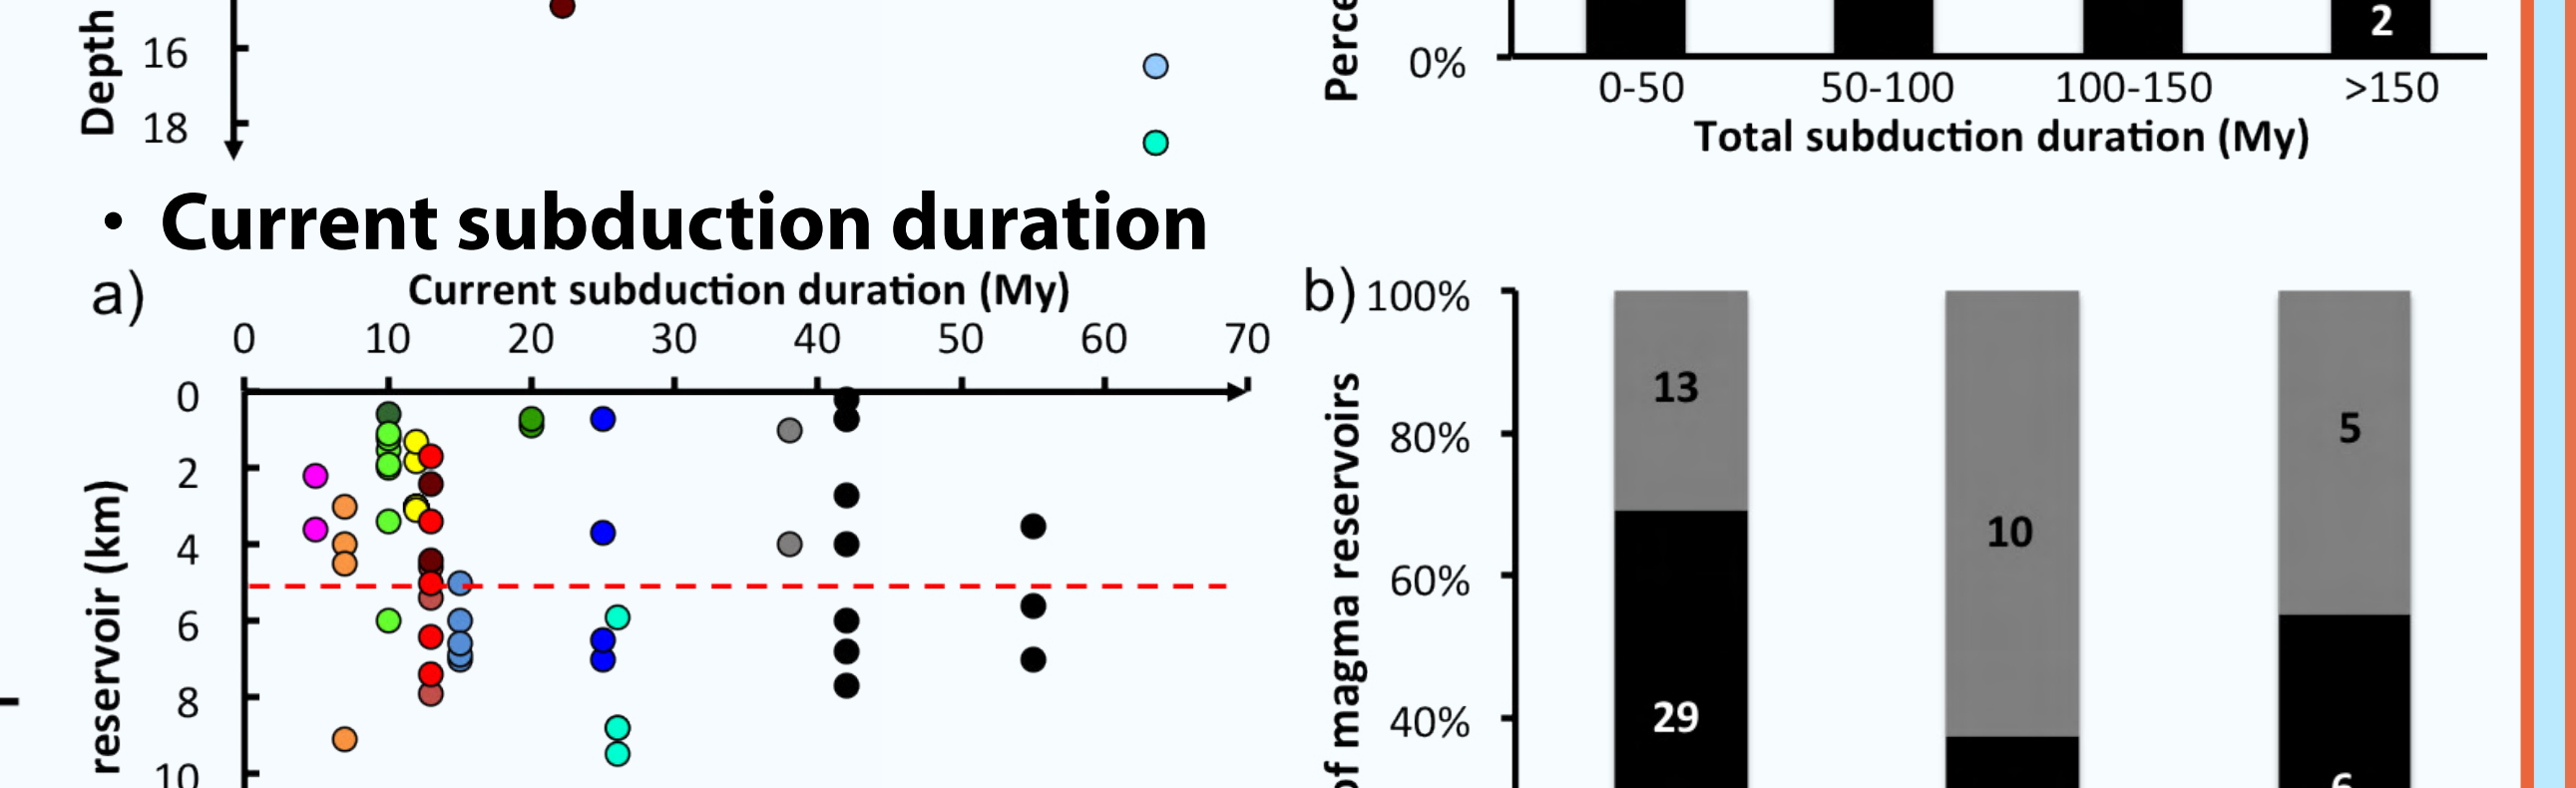 Depth
16
18
Perce
2
0%
0-50 50-100 100-150 >150
Total subduction duration (My)
• Current subduction duration
a)
Current subduction duration (My)
0 10 20 30 40 50 60 70
0
2
4
6
8
10
reservoir (km)
b)
100%
80%
60%
40%
of magma reservoirs
13
29
10
5
6